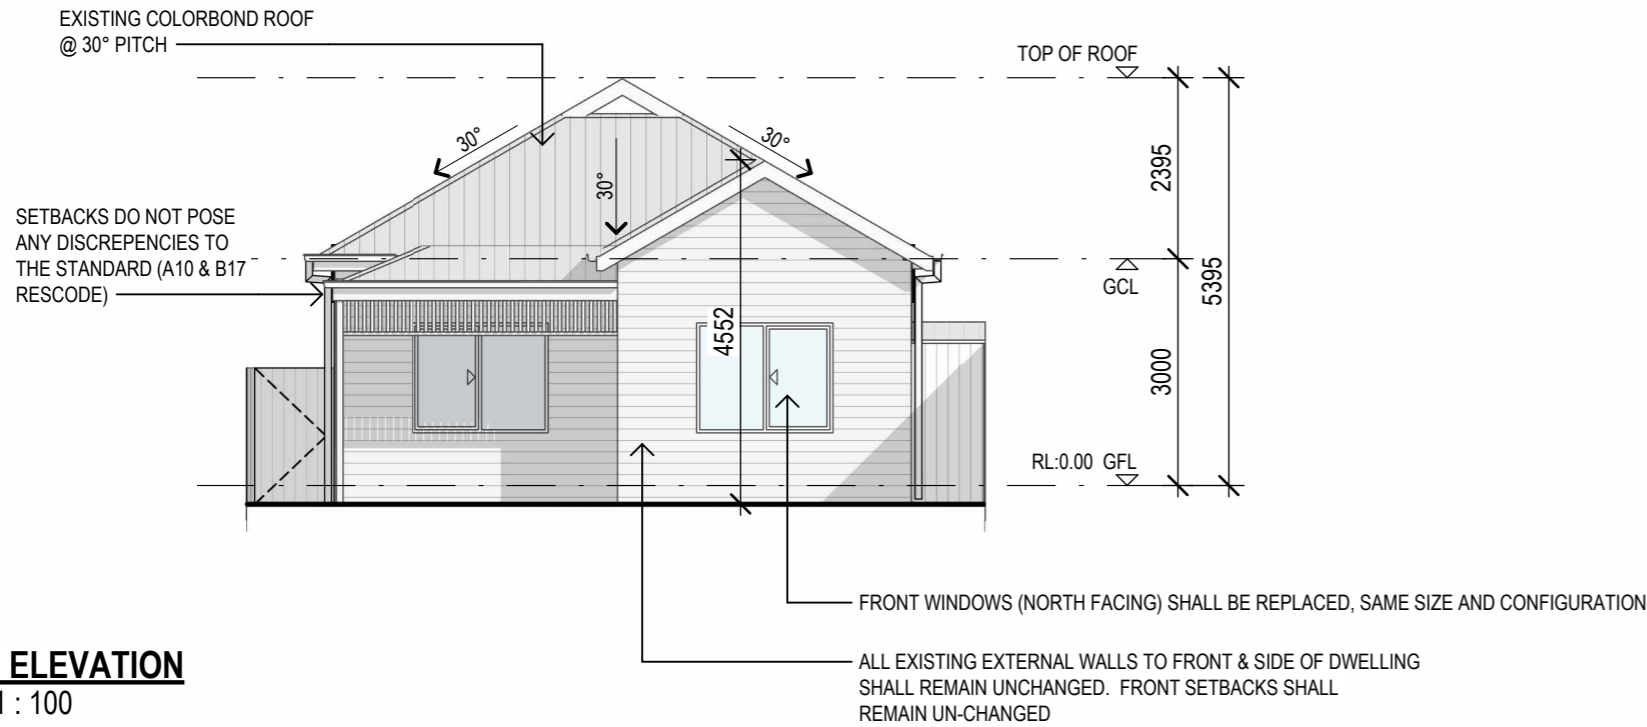 EXISTING COLORBOND ROOF
@ 30° PITCH
TOP OF ROOF
30°
30°
30°
2395
SETBACKS DO NOT POSE
ANY DISCREPENCIES TO
THE STANDARD (A10 & B17
RESCODE)
GCL
5395
4552
3000
RL:0.00 GFL
FRONT WINDOWS (NORTH FACING) SHALL BE REPLACED, SAME SIZE AND CONFIGURATION
ALL EXISTING EXTERNAL WALLS TO FRONT & SIDE OF DWELLING
SHALL REMAIN UNCHANGED. FRONT SETBACKS SHALL
REMAIN UN-CHANGED
ELEVATION
1 : 100